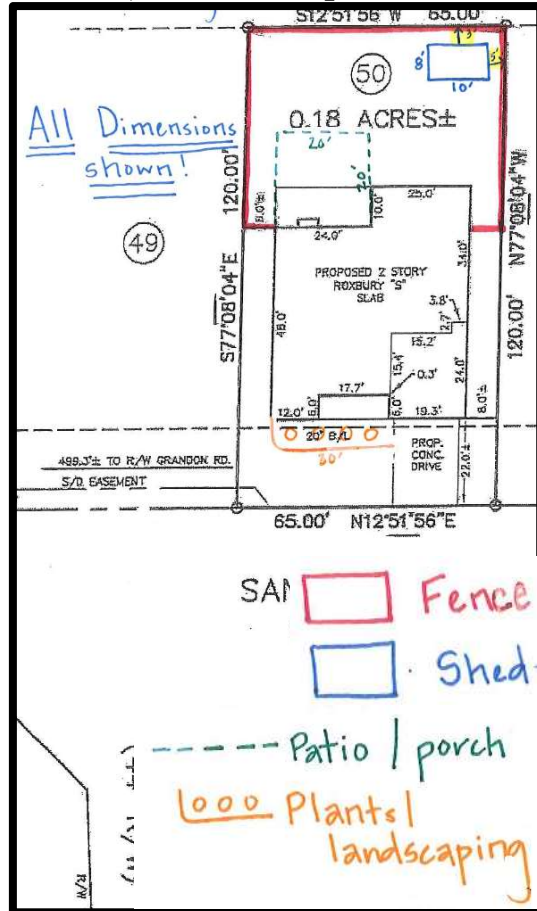 S12°51'56"W 65.00'
3'
8'
5'
10'
50
0.18 ACRES±
All Dimensions
shown!
20'
20'
120.00'
N77°08'04"W
49
8.0'±
24.0'
10.0'
25.0'
S77°08'04"E
PROPOSED 2 STORY
ROXBURY "S"
SLAB
34.0'
3.8'
2.7'
48.0'
15.2'
15.4'
24.0'
120.00'
17.7'
0.3'
12.0'
6.0'
6.0'
19.3'
8.0'±
20' B/L
PROP.
CONC.
DRIVE
22.0'±
499.3'± TO R/W GRANDON RD.
S/D. EASEMENT
65.00' N12°51'56"E
SAN
Fence
Shed
Patio / porch
Plants /
landscaping
R/W